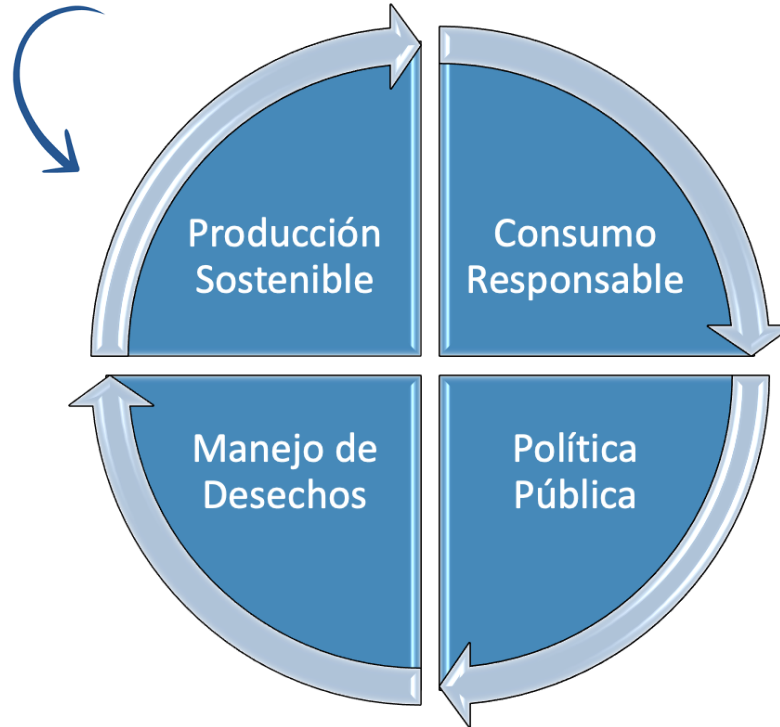 Producción
Sostenible
Consumo
Responsable
Manejo de
Desechos
Política
Pública